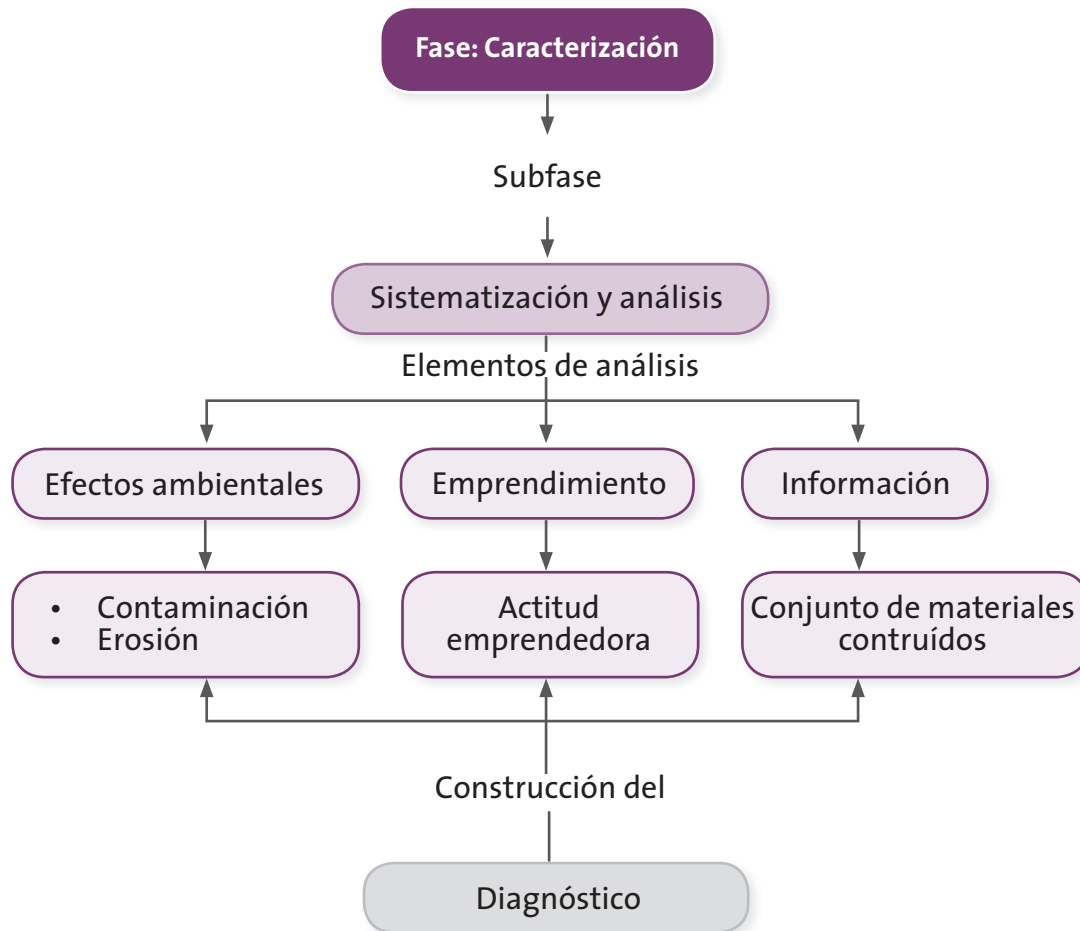 Fase: Caracterización
Subfase
Sistematización y análisis
Elementos de análisis
Efectos ambientales
Emprendimiento
Información
• Contaminación
• Erosión
Actitud
emprendedora
Conjunto de materiales
contruídos
Construcción del
Diagnóstico